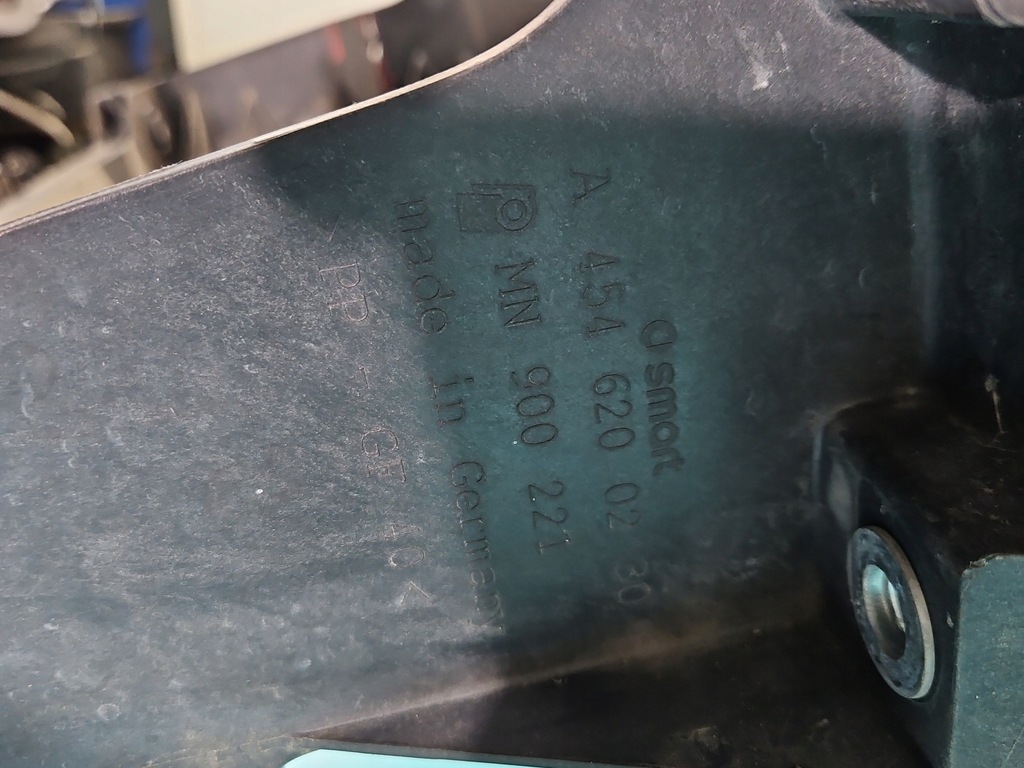 smart
A 454 620 02 30
MN 900 221
made in Germany
>PP-GF 40<